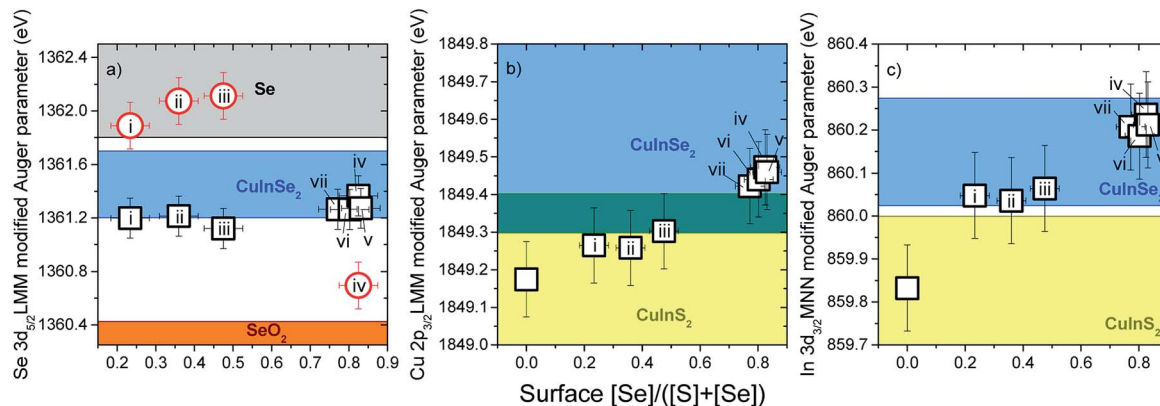 Se 3d5/2LMM modified Auger parameter (eV)
1362.4
1362.0
1361.6
1361.2
1360.8
1360.4
a)
Se
i
ii
iii
CuInSe2
iv
vii
i
ii
iii
vi
v
iv
SeO2
0.2 0.3 0.4 0.5 0.6 0.7 0.8 0.9
Cu 2p3/2LMM modified Auger parameter (eV)
1849.8
1849.7
1849.6
1849.5
1849.4
1849.3
1849.2
1849.1
1849.0
b)
CuInSe2
iv
vi
v
vii
i
ii
iii
CuInS2
0.0 0.2 0.4 0.6 0.8
Surface [Se]/([S]+[Se])
In 3d3/2MNN modified Auger parameter (eV)
860.4
860.3
860.2
860.1
860.0
859.9
859.8
859.7
c)
iv
vii
v
vi
CuInSe2
i
ii
iii
CuInS2
0.0 0.2 0.4 0.6 0.8